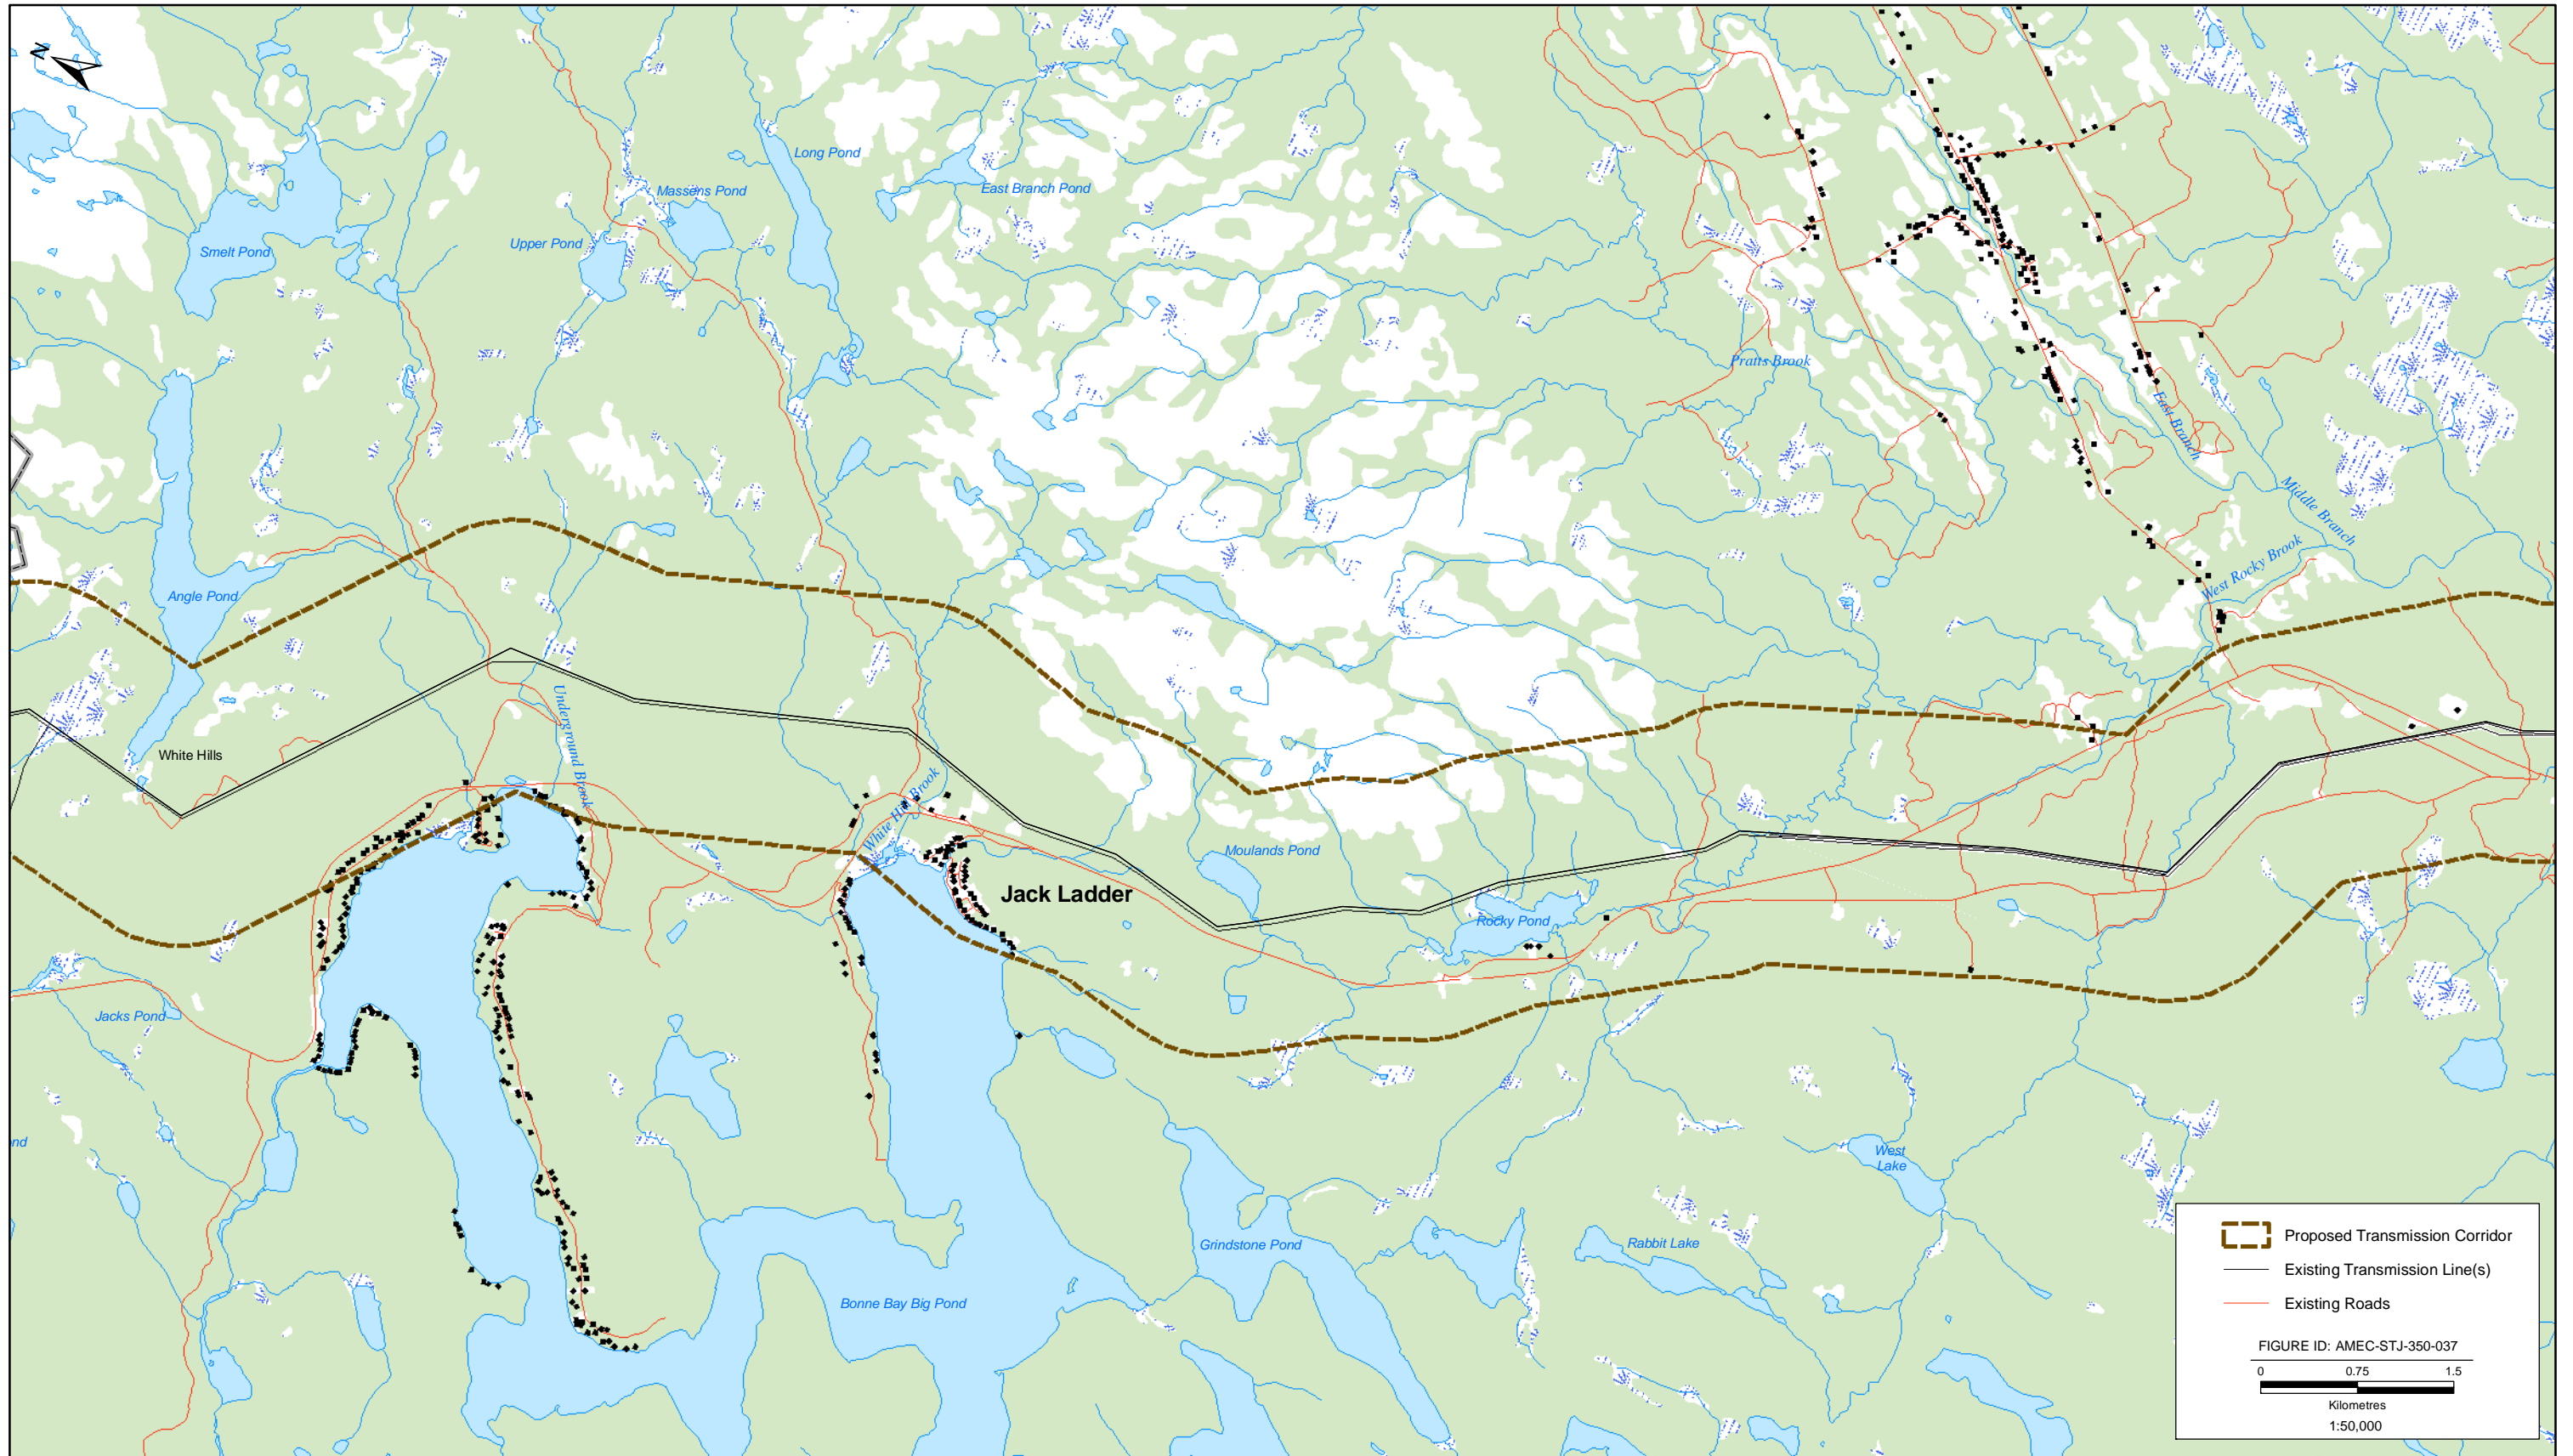 N
Long Pond
Massens Pond
East Branch Pond
Upper Pond
Smelt Pond
Pratts Brook
East Branch
Middle Branch
West Rocky Brook
Angle Pond
Underground Brook
White Hills
White Hill Brook
Moulands Pond
Jack Ladder
Rocky Pond
Jacks Pond
nd
West
Lake
Grindstone Pond
Rabbit Lake
Bonne Bay Big Pond
Proposed Transmission Corridor
Existing Transmission Line(s)
Existing Roads
FIGURE ID: AMEC-STJ-350-037
0 0.75 1.5
Kilometres
1:50,000